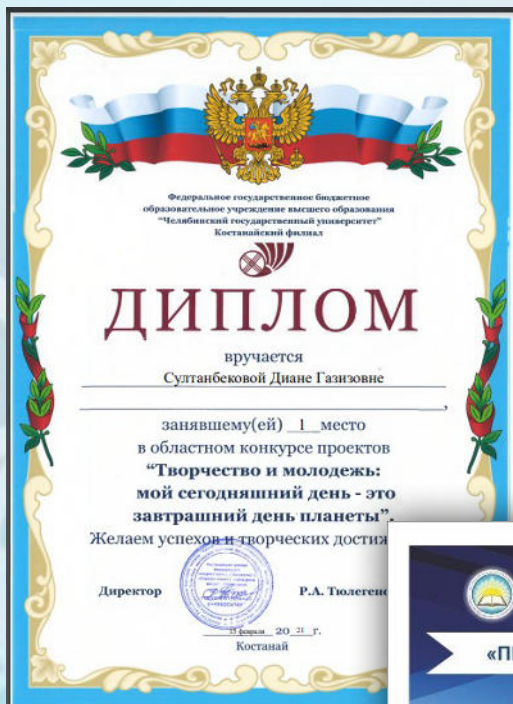 Федеральное государственное бюджетное
образовательное учреждение высшего образования
"Челябинский государственный университет"
Костанайский филиал
ДИПЛОМ
вручается
Султанбековой Диане Газизовне
занявшему(ей) 1 место
в областном конкурсе проектов
"Творчество и молодежь:
мой сегодняшний день - это
завтрашний день планеты".
Желаем успехов и творческих
Директор Р.А.
15 февраля 20 21 г.
Костанай